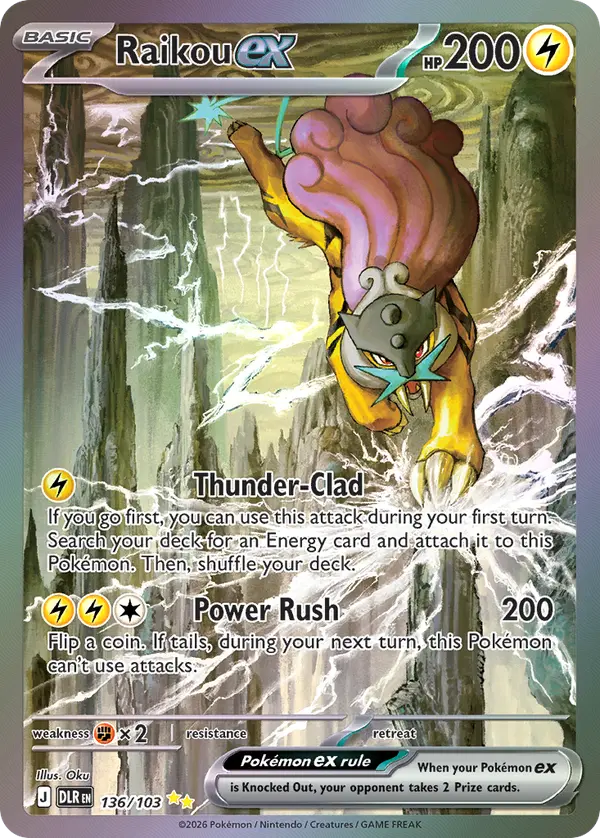 BASIC
Raikou ex
HP 200
Thunder-Clad
If you go first, you can use this attack during your first turn.
Search your deck for an Energy card and attach it to this
Pokémon. Then, shuffle your deck.
Power Rush 200
Flip a coin. If tails, during your next turn, this Pokémon
can't use attacks.
weakness ×2 resistance retreat
Pokémon ex rule
When your Pokémon ex
is Knocked Out, your opponent takes 2 Prize cards.
Illus. Oku
J DLR EN 136/103
©2026 Pokémon / Nintendo / Creatures / GAME FREAK